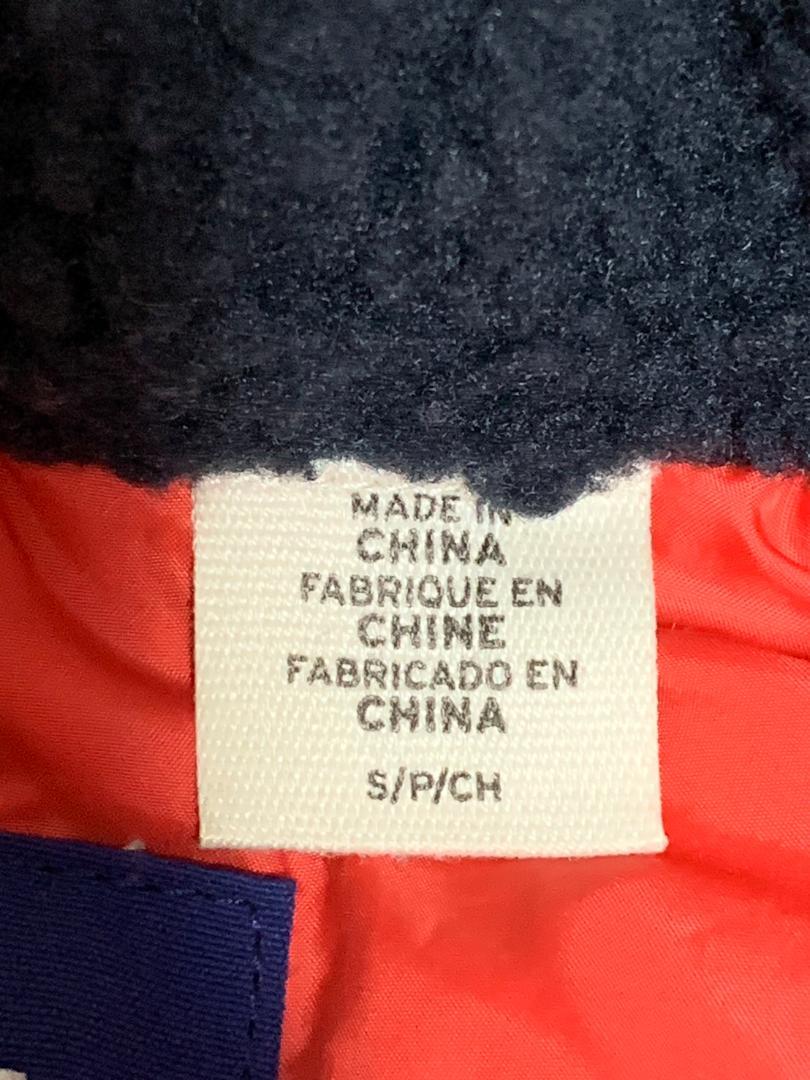 MADE IN
CHINA
FABRIQUE EN
CHINE
FABRICADO EN
CHINA
S/P/CH